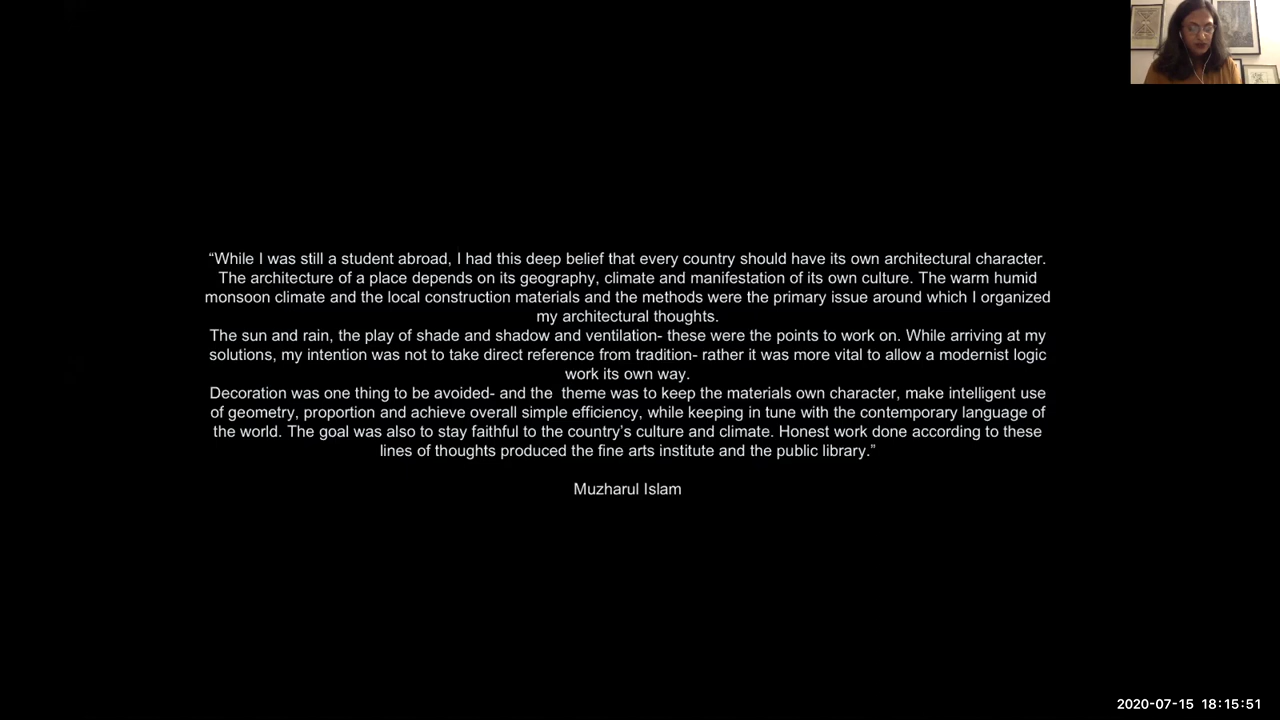 “While I was still a student abroad, I had this deep belief that every country should have its own architectural character.
The architecture of a place depends on its geography, climate and manifestation of its own culture. The warm humid
monsoon climate and the local construction materials and the methods were the primary issue around which I organized
my architectural thoughts.
The sun and rain, the play of shade and shadow and ventilation- these were the points to work on. While arriving at my
solutions, my intention was not to take direct reference from tradition- rather it was more vital to allow a modernist logic
work its own way.
Decoration was one thing to be avoided- and the  theme was to keep the materials own character, make intelligent use
of geometry, proportion and achieve overall simple efficiency, while keeping in tune with the contemporary language of
the world. The goal was also to stay faithful to the country’s culture and climate. Honest work done according to these
lines of thoughts produced the fine arts institute and the public library.”
Muzharul Islam
2020-07-15 18:15:51